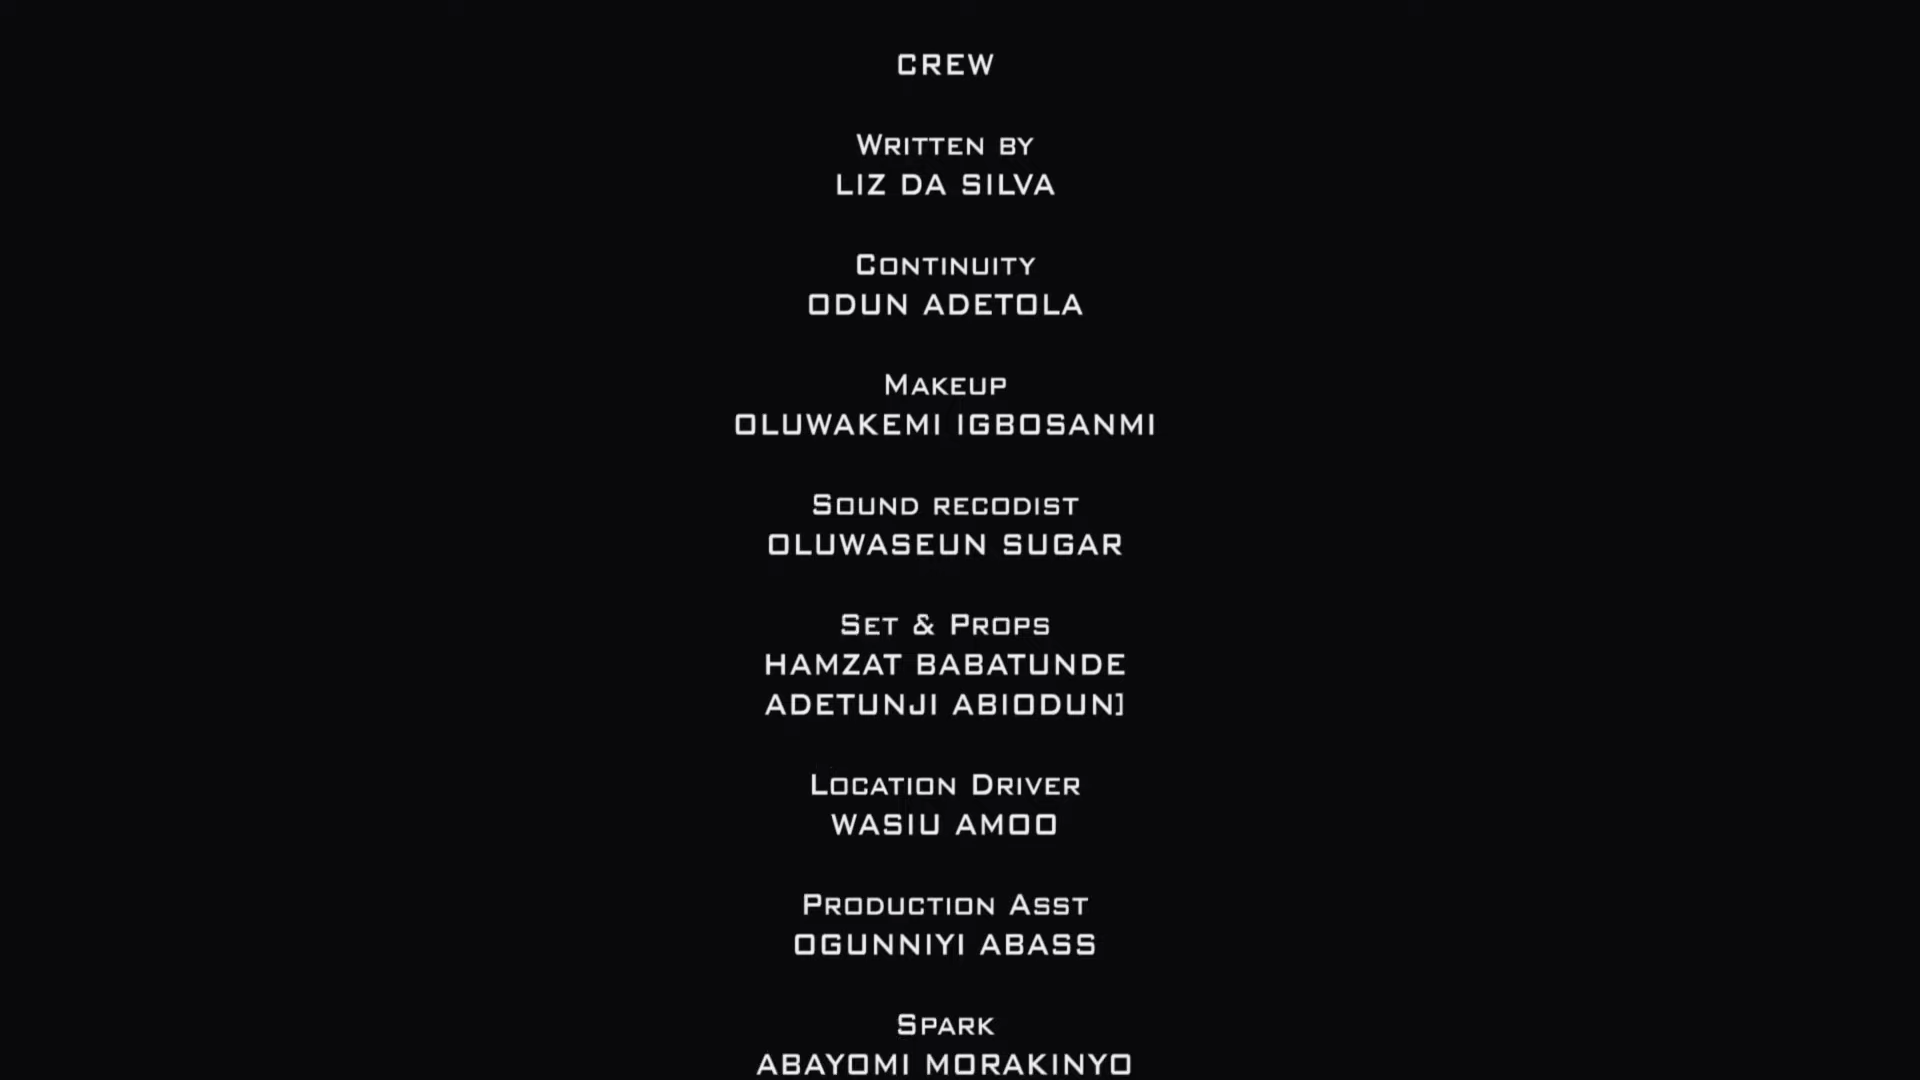 CREW
Written by
LIZ DA SILVA
Continuity
ODUN ADETOLA
Makeup
OLUWAKEMI IGBOSANMI
Sound recodist
OLUWASEUN SUGAR
Set & Props
HAMZAT BABATUNDE
ADETUNJI ABIODUN]
Location Driver
WASIU AMOO
Production Asst
OGUNNIYI ABASS
Spark
ABAYOMI MORAKINYO